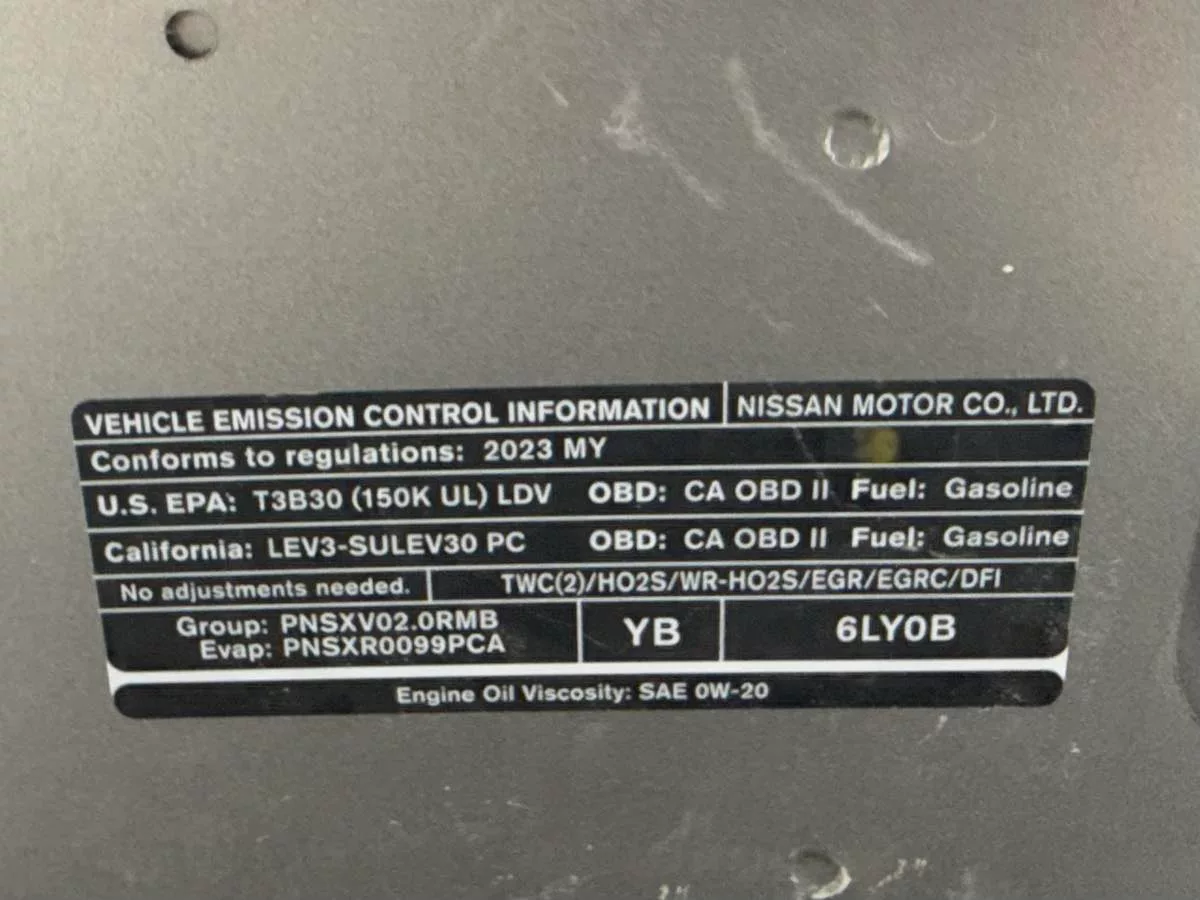 VEHICLE EMISSION CONTROL INFORMATION NISSAN MOTOR CO., LTD.
Conforms to regulations: 2023 MY
U.S. EPA: T3B30 (150K UL) LDV OBD: CA OBD II Fuel: Gasoline
California: LEV3-SULEV30 PC OBD: CA OBD II Fuel: Gasoline
No adjustments needed. TWC(2)/HO2S/WR-HO2S/EGR/EGRC/DFI
Group: PNSXV02.0RMB
Evap: PNSXR0099PCA
YB
6LY0B
Engine Oil Viscosity: SAE 0W-20